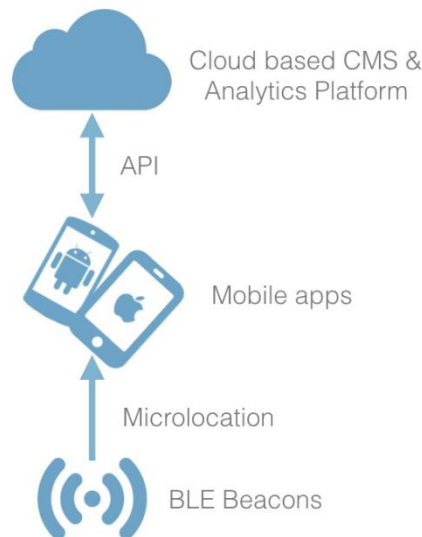 Cloud based CMS &
Analytics Platform
API
Mobile apps
Microlocation
BLE Beacons